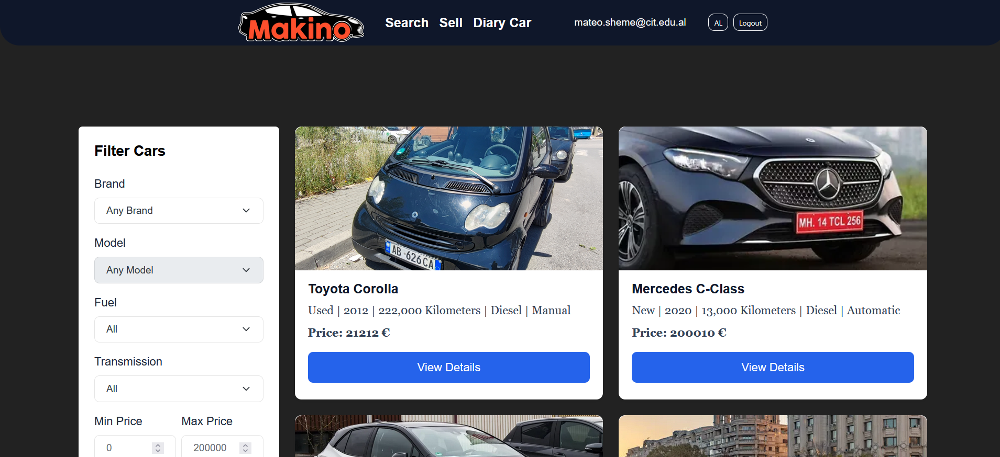 Makino
Search Sell Diary Car
mateo.sheme@cit.edu.al
AL
Logout
Filter Cars
Brand
Any Brand
Model
Any Model
Fuel
All
Transmission
All
Min Price Max Price
0 200000
AB 626CA
Toyota Corolla
Used | 2012 | 222,000 Kilometers | Diesel | Manual
Price: 21212 €
View Details
MH. 14 TCL 256
Mercedes C-Class
New | 2020 | 13,000 Kilometers | Diesel | Automatic
Price: 200010 €
View Details